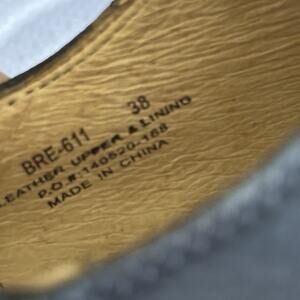 BRE-611 38
LEATHER UPPER & LINING
P.O #:140520-168
MADE IN CHINA